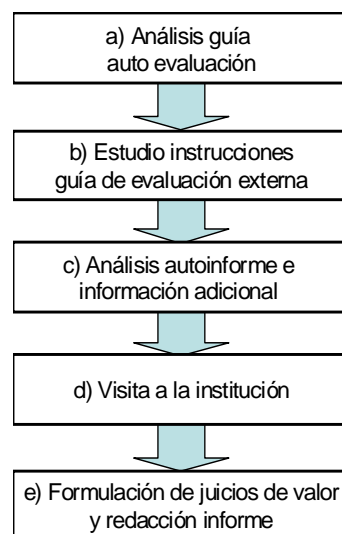 a) Análisis guía
auto evaluación
b) Estudio instrucciones
guía de evaluación externa
c) Análisis autoinforme e
información adicional
d) Visita a la institución
e) Formulación de juicios de valor
y redacción informe